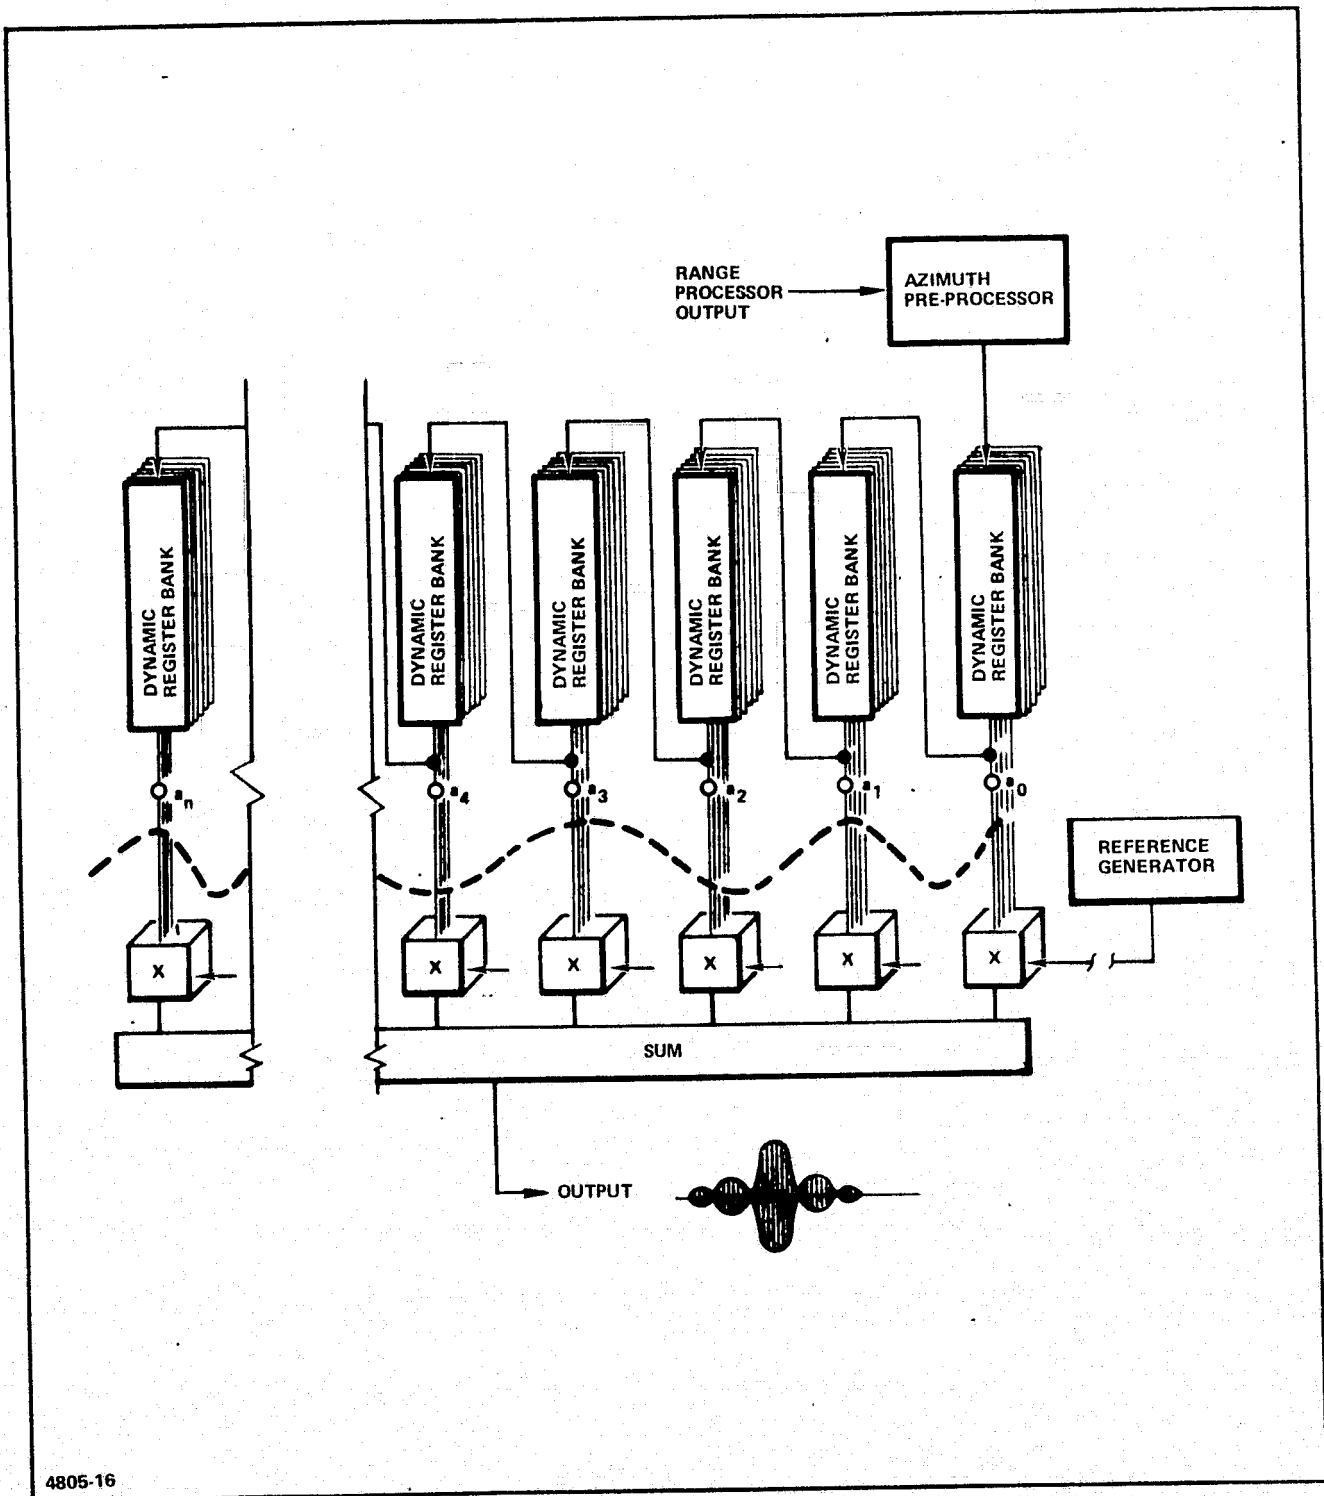 RANGE
PROCESSOR
OUTPUT
AZIMUTH
PRE-PROCESSOR
DYNAMIC
REGISTER BANK
DYNAMIC
REGISTER BANK
DYNAMIC
REGISTER BANK
DYNAMIC
REGISTER BANK
DYNAMIC
REGISTER BANK
DYNAMIC
REGISTER BANK
an
a4
a3
a2
a1
a0
REFERENCE
GENERATOR
X
X
X
X
X
X
SUM
OUTPUT
4805-16